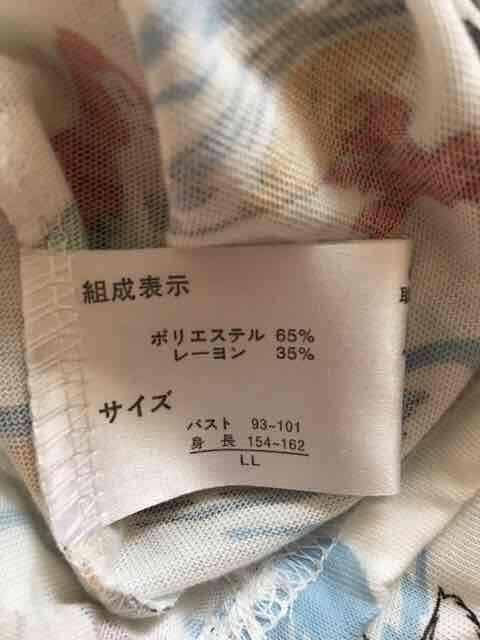 組成表示
ポリエステル 65%
レーヨン 35%
サイズ
バスト 93~101
身長 154~162
LL